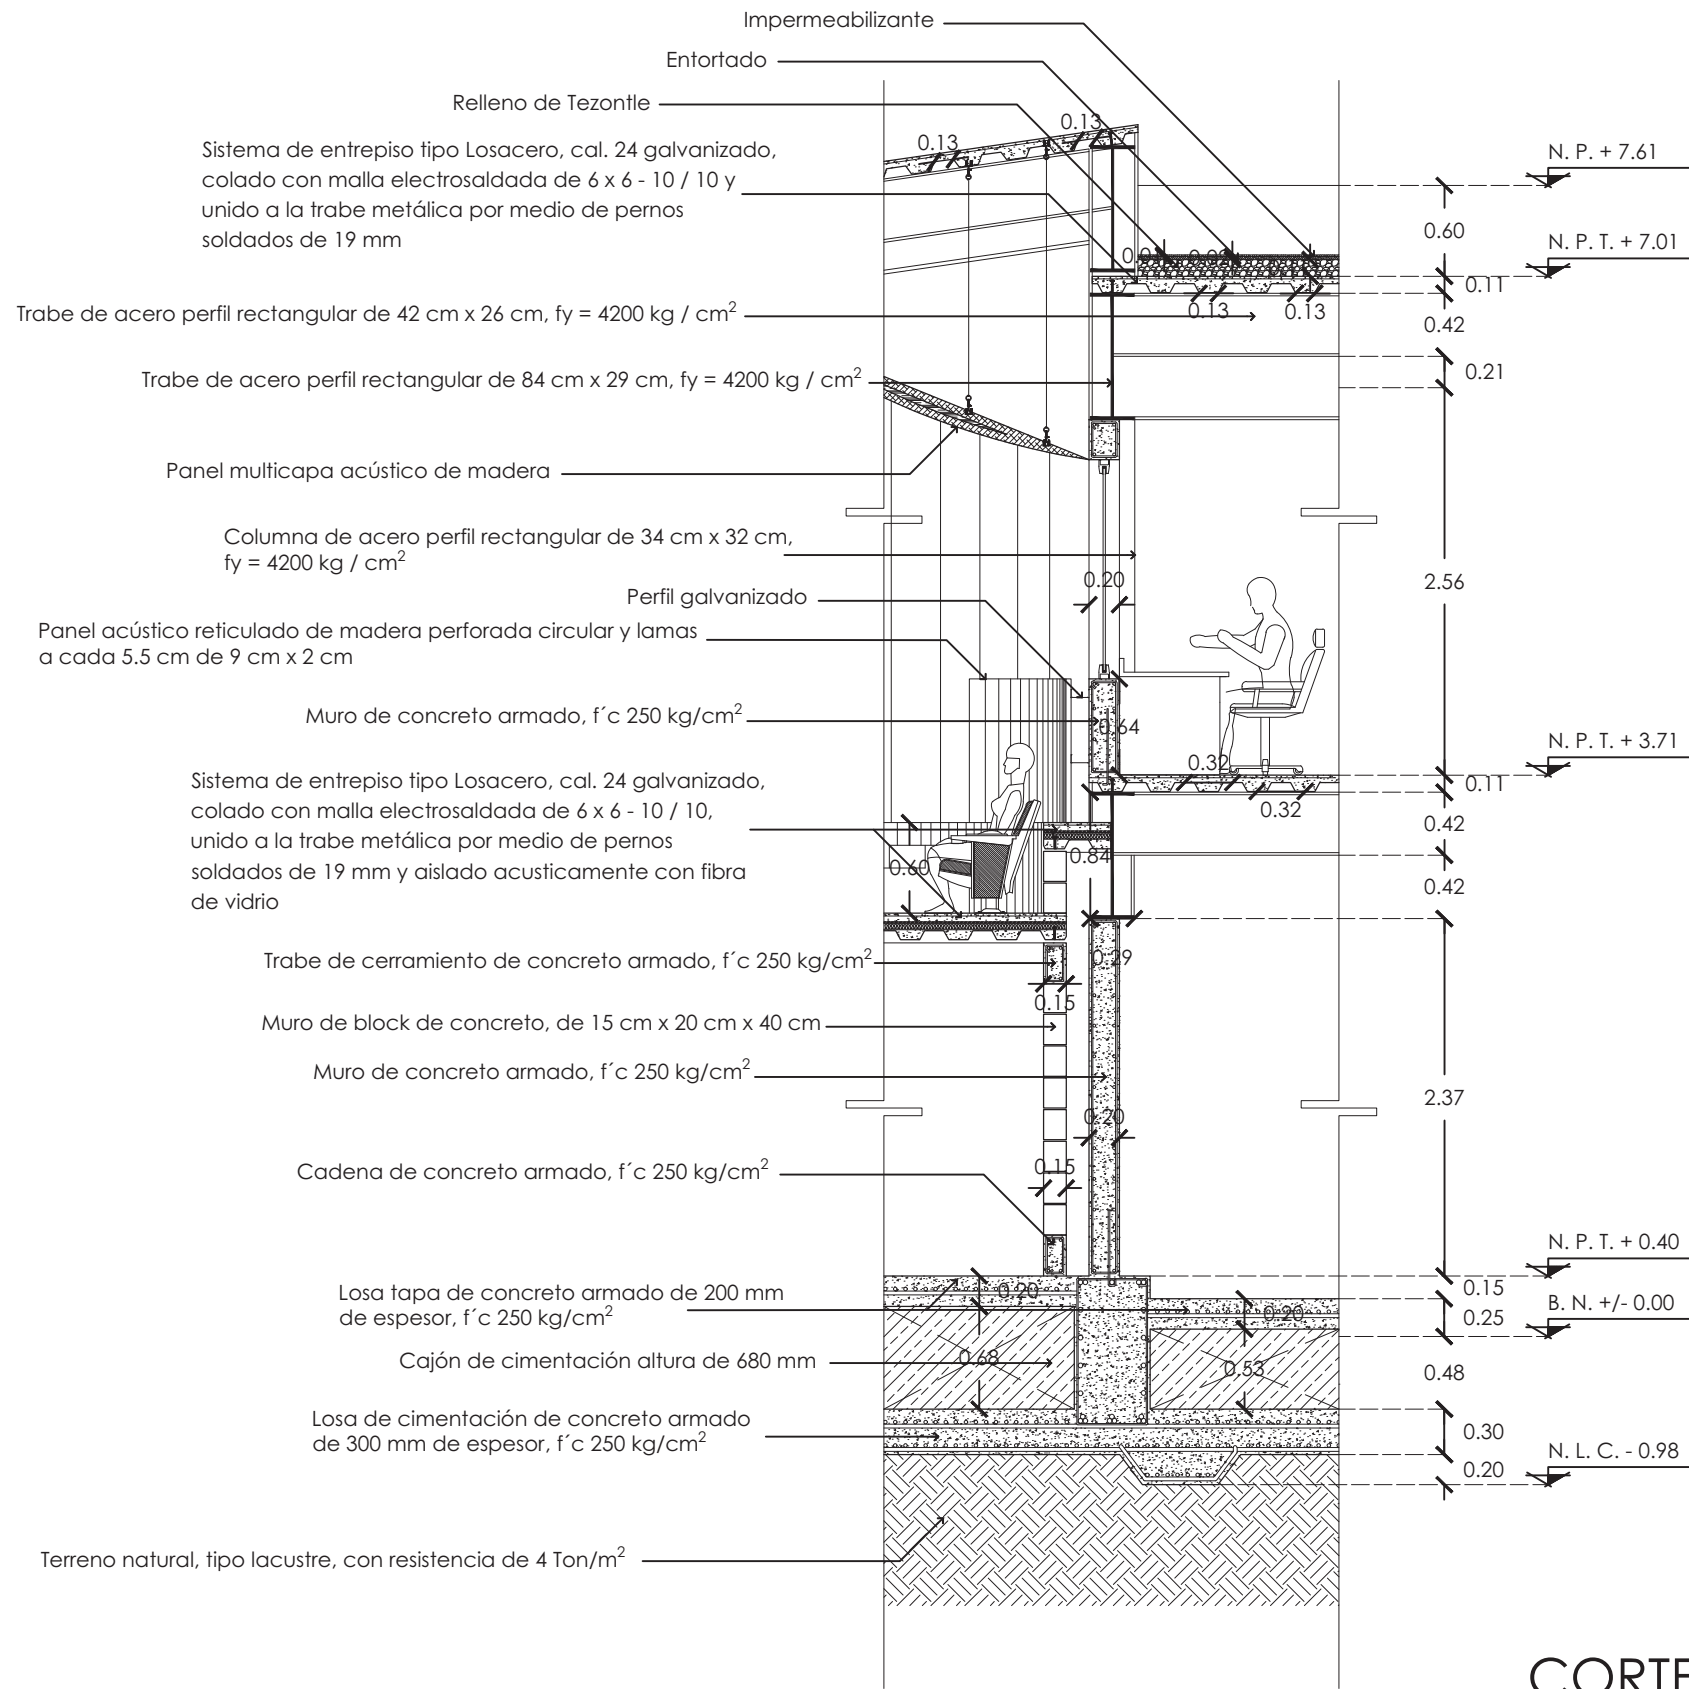 Impermeabilizante
Entortado
Relleno de Tezontle
Sistema de entrepiso tipo Losacero, cal. 24 galvanizado,
colado con malla electrosaldada de 6 x 6 - 10 / 10 y
unido a la trabe metálica por medio de pernos
soldados de 19 mm
Trabe de acero perfil rectangular de 42 cm x 26 cm, fy = 4200 kg / cm²
Trabe de acero perfil rectangular de 84 cm x 29 cm, fy = 4200 kg / cm²
Panel multicapa acústico de madera
Columna de acero perfil rectangular de 34 cm x 32 cm,
fy = 4200 kg / cm²
Perfil galvanizado
Panel acústico reticulado de madera perforada circular y lamas
a cada 5.5 cm de 9 cm x 2 cm
Muro de concreto armado, f´c 250 kg/cm²
Sistema de entrepiso tipo Losacero, cal. 24 galvanizado,
colado con malla electrosaldada de 6 x 6 - 10 / 10,
unido a la trabe metálica por medio de pernos
soldados de 19 mm y aislado acusticamente con fibra
de vidrio
Trabe de cerramiento de concreto armado, f´c 250 kg/cm²
Muro de block de concreto, de 15 cm x 20 cm x 40 cm
Muro de concreto armado, f´c 250 kg/cm²
Cadena de concreto armado, f´c 250 kg/cm²
Losa tapa de concreto armado de 200 mm
de espesor, f´c 250 kg/cm²
Cajón de cimentación altura de 680 mm
Losa de cimentación de concreto armado
de 300 mm de espesor, f´c 250 kg/cm²
Terreno natural, tipo lacustre, con resistencia de 4 Ton/m²
0.13
0.13
0.13
0.13
0.20
0.64
0.32
0.32
0.84
0.60
0.29
0.15
0.20
0.15
0.20
0.20
0.68
0.53
0.60
0.11
0.42
0.21
2.56
0.11
0.42
0.42
2.37
0.15
0.25
0.48
0.30
0.20
N. P. + 7.61
N. P. T. + 7.01
N. P. T. + 3.71
N. P. T. + 0.40
B. N. +/- 0.00
N. L. C. - 0.98
CORTE